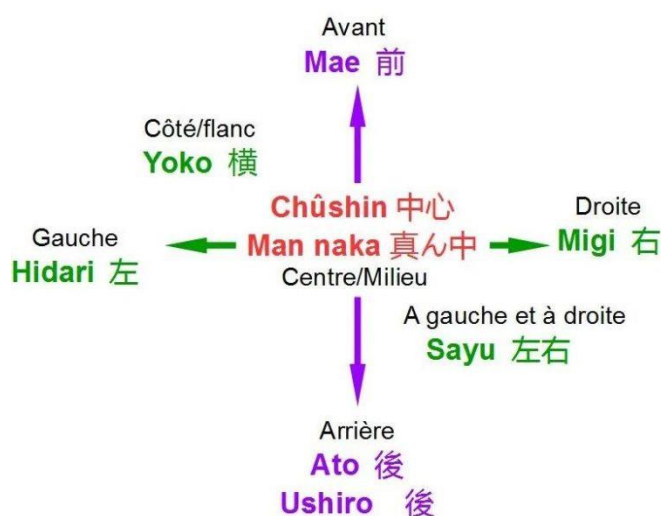 Avant
Mae 前
Côté/flanc
Yoko 横
Chûshin 中心
Man naka 真ん中
Centre/Milieu
Gauche
Hidari 左
Droite
Migi 右
A gauche et à droite
Sayu 左右
Arrière
Ato 後
Ushiro 後